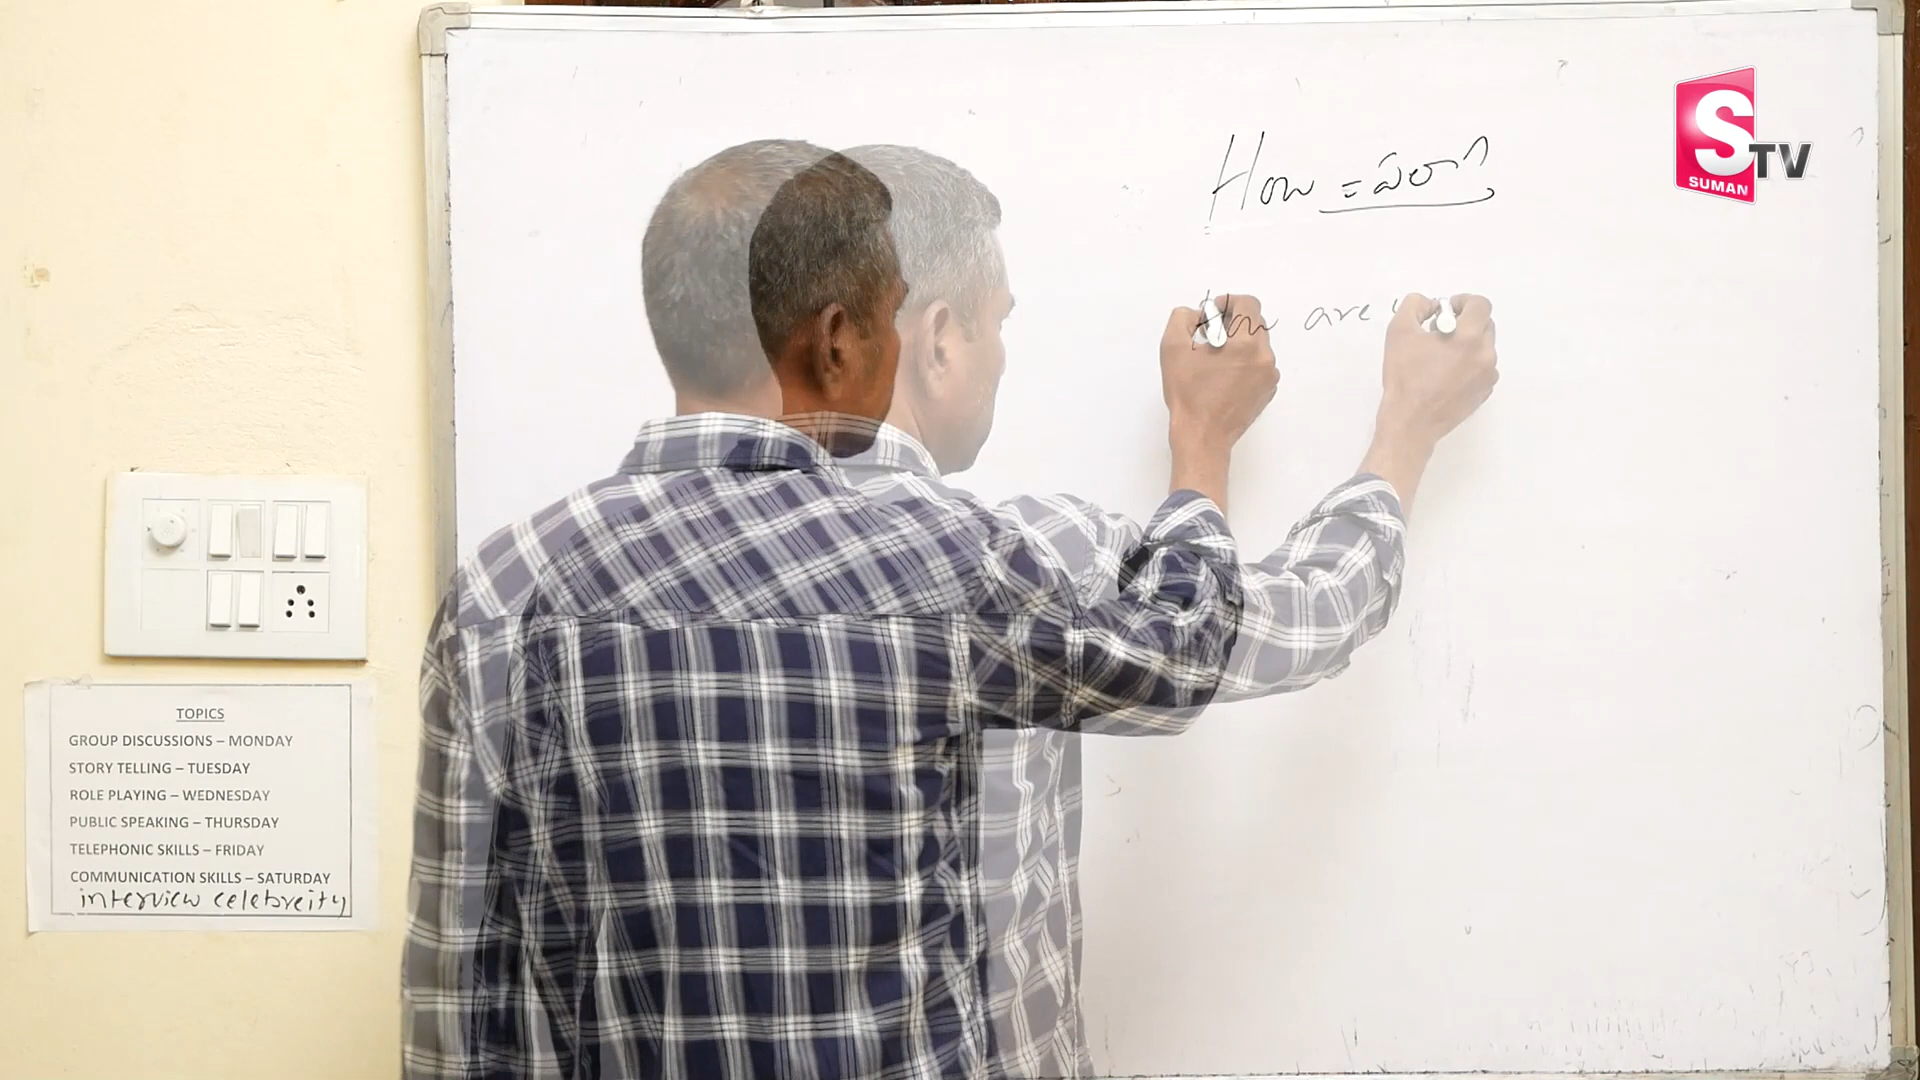 S TV
SUMAN
How = ఏలాగ
How are
TOPICS
GROUP DISCUSSIONS – MONDAY
STORY TELLING – TUESDAY
ROLE PLAYING – WEDNESDAY
PUBLIC SPEAKING – THURSDAY
TELEPHONIC SKILLS – FRIDAY
COMMUNICATION SKILLS – SATURDAY
interview celebreity